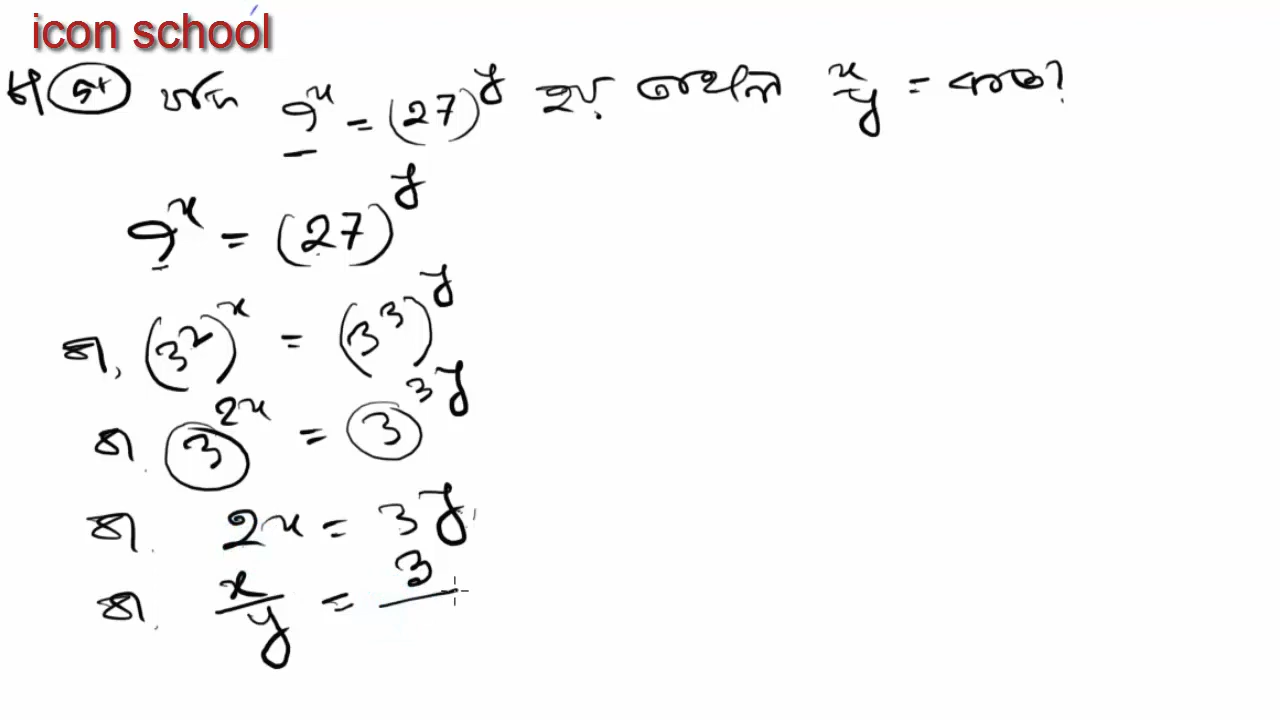 icon school
যদি 9^x = (27)^y হয়, তাহলে x/y = কত?
9^x = (27)^y
বা, (3^2)^x = (3^3)^y
বা, 3^2x = 3^3y
বা, 2x = 3y
বা, x/y = 3/